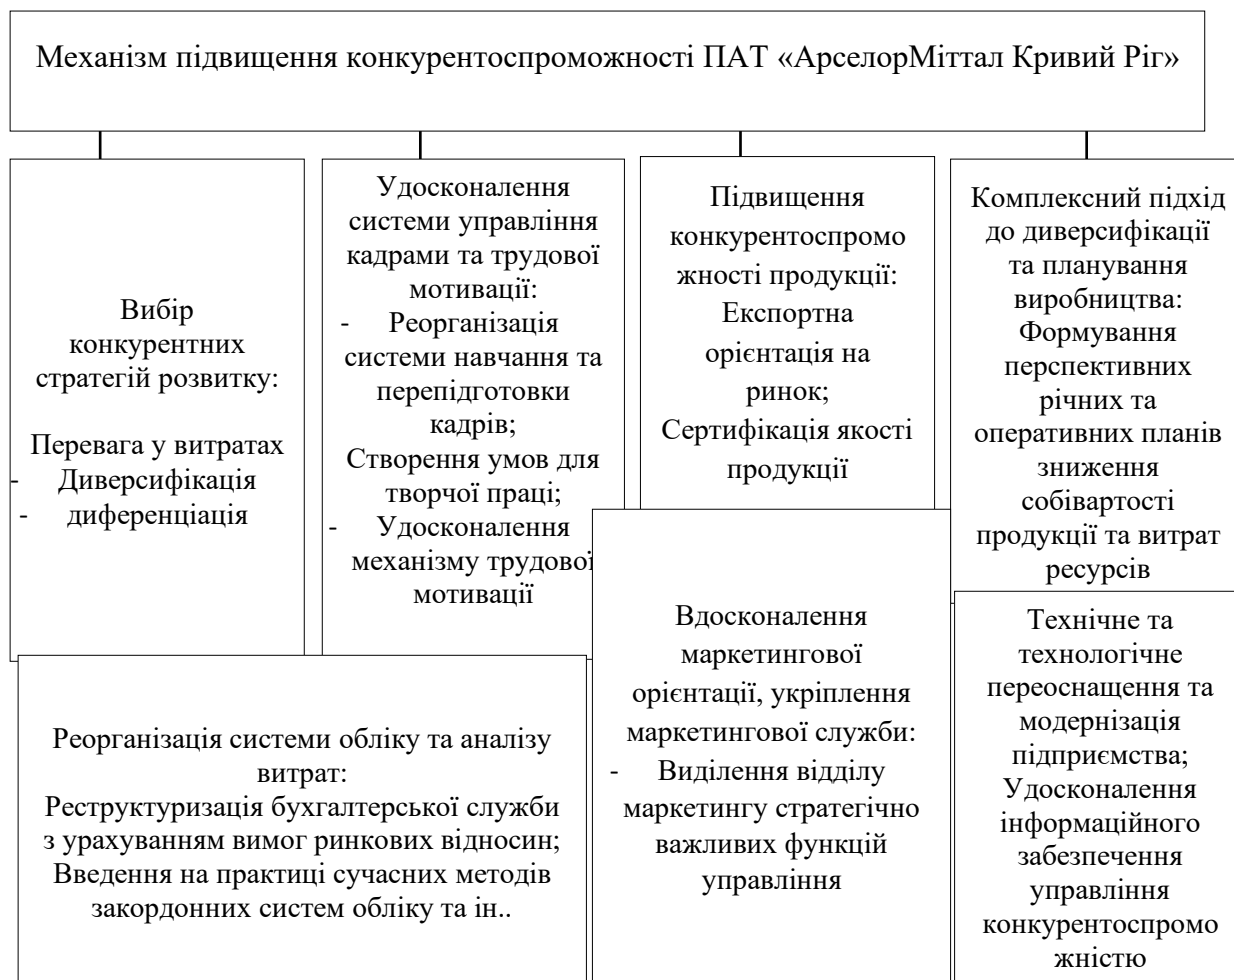 Механізм підвищення конкурентоспроможності ПАТ «АрселорМіттал Кривий Ріг»
Вибір
конкурентних
стратегій розвитку:
Перевага у витратах
- Диверсифікація
- диференціація
Удосконалення
системи управління
кадрами та трудової
мотивації:
- Реорганізація
системи навчання та
перепідготовки
кадрів;
Створення умов для
творчої праці;
- Удосконалення
механізму трудової
мотивації
Підвищення
конкурентоспромо
жності продукції:
Експортна
орієнтація на
ринок;
Сертифікація якості
продукції
Комплексний підхід
до диверсифікації
та планування
виробництва:
Формування
перспективних
річних та
оперативних планів
зниження
собівартості
продукції та витрат
ресурсів
Реорганізація системи обліку та аналізу
витрат:
Реструктуризація бухгалтерської служби
з урахуванням вимог ринкових відносин;
Введення на практиці сучасних методів
закордонних систем обліку та ін..
Вдосконалення
маркетингової
орієнтації, укріплення
маркетингової служби:
- Виділення відділу
маркетингу стратегічно
важливих функцій
управління
Технічне та
технологічне
переоснащення та
модернізація
підприємства;
Удосконалення
інформаційного
забезпечення
управління
конкурентоспромо
жністю